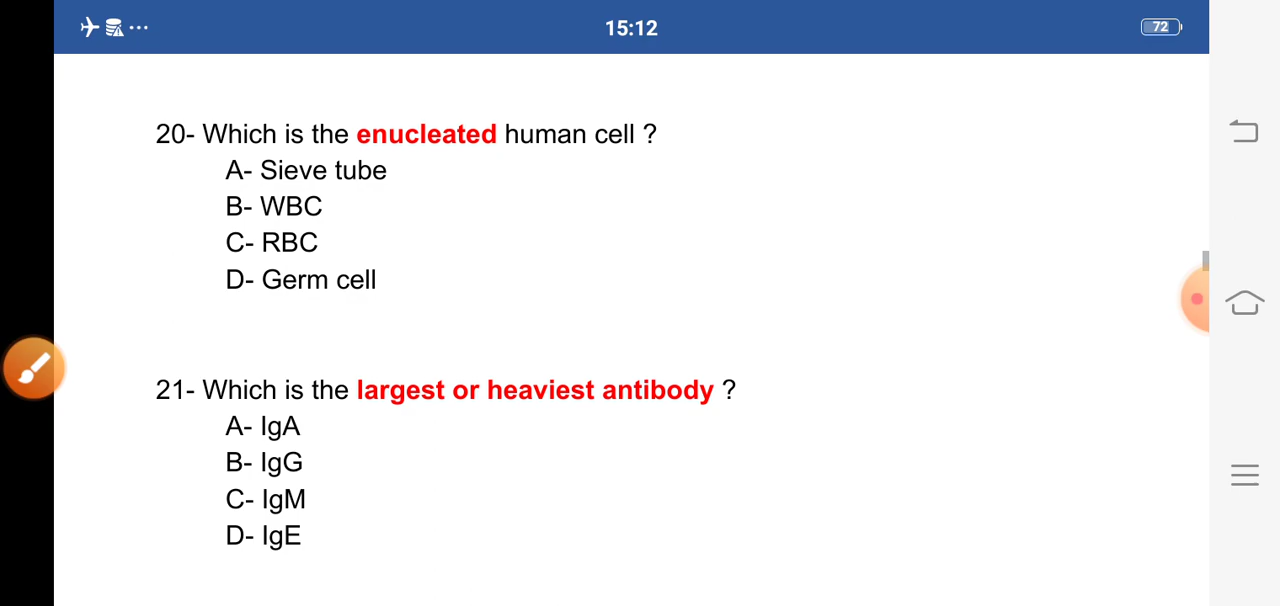 15:12
72
20- Which is the enucleated human cell ?
A- Sieve tube
B- WBC
C- RBC
D- Germ cell
21- Which is the largest or heaviest antibody ?
A- IgA
B- IgG
C- IgM
D- IgE